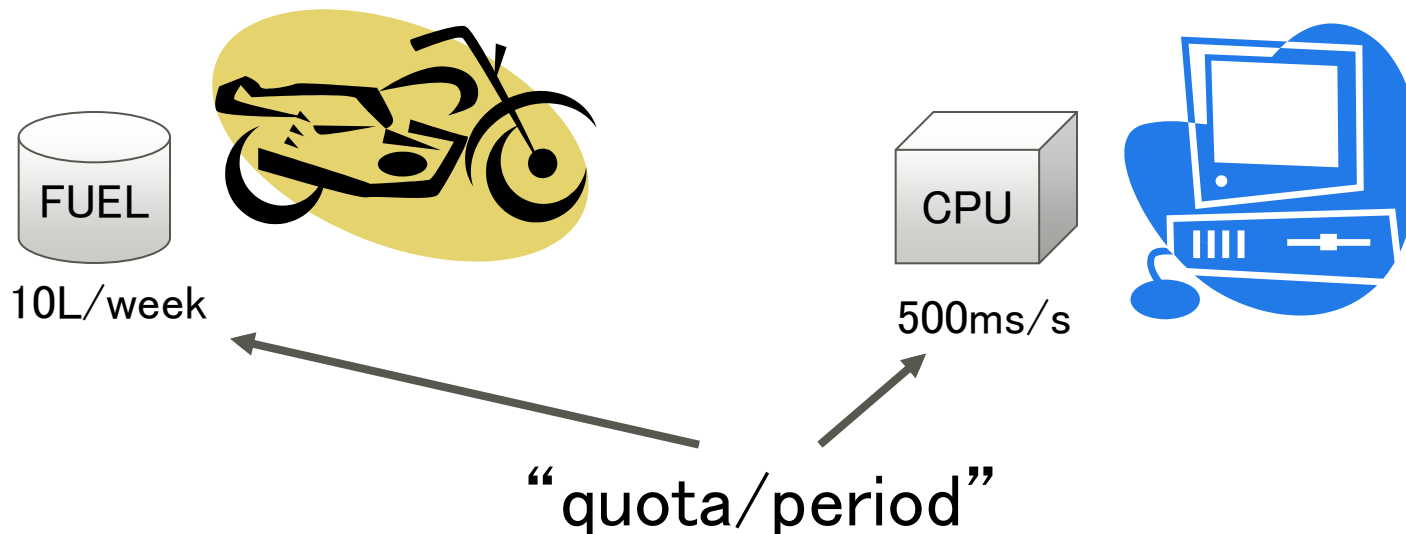 FUEL
10L/week
CPU
500ms/s
“quota/period”